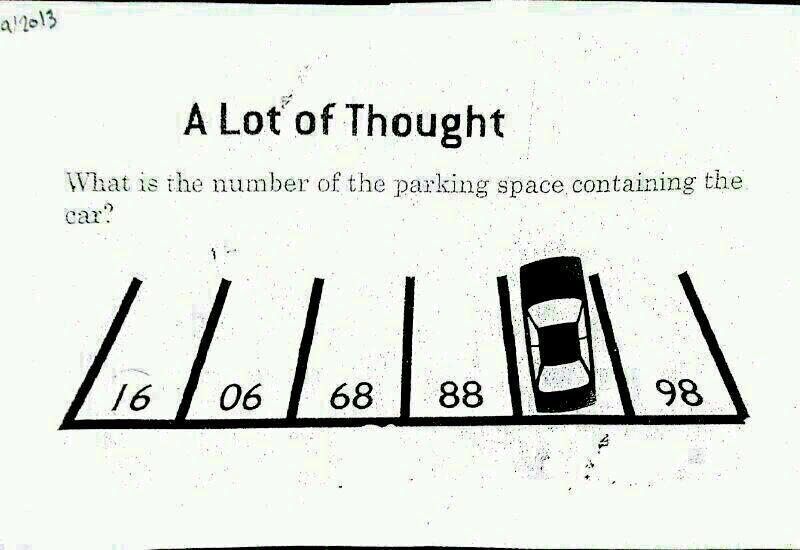 9/2013
A Lot of Thought
What is the number of the parking space containing the
car?
16 06 68 88 98